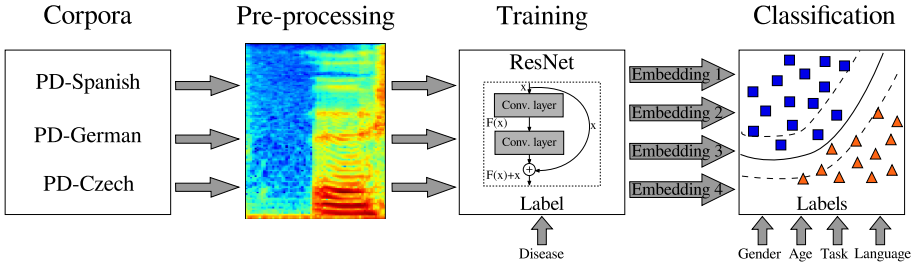 Corpora
Pre-processing
Training
Classification
PD-Spanish
PD-German
PD-Czech
ResNet
x
Conv. layer
F(x)
x
Conv. layer
+
F(x)+x
Label
Disease
Embedding 1
Embedding 2
Embedding 3
Embedding 4
Labels
Gender Age Task Language